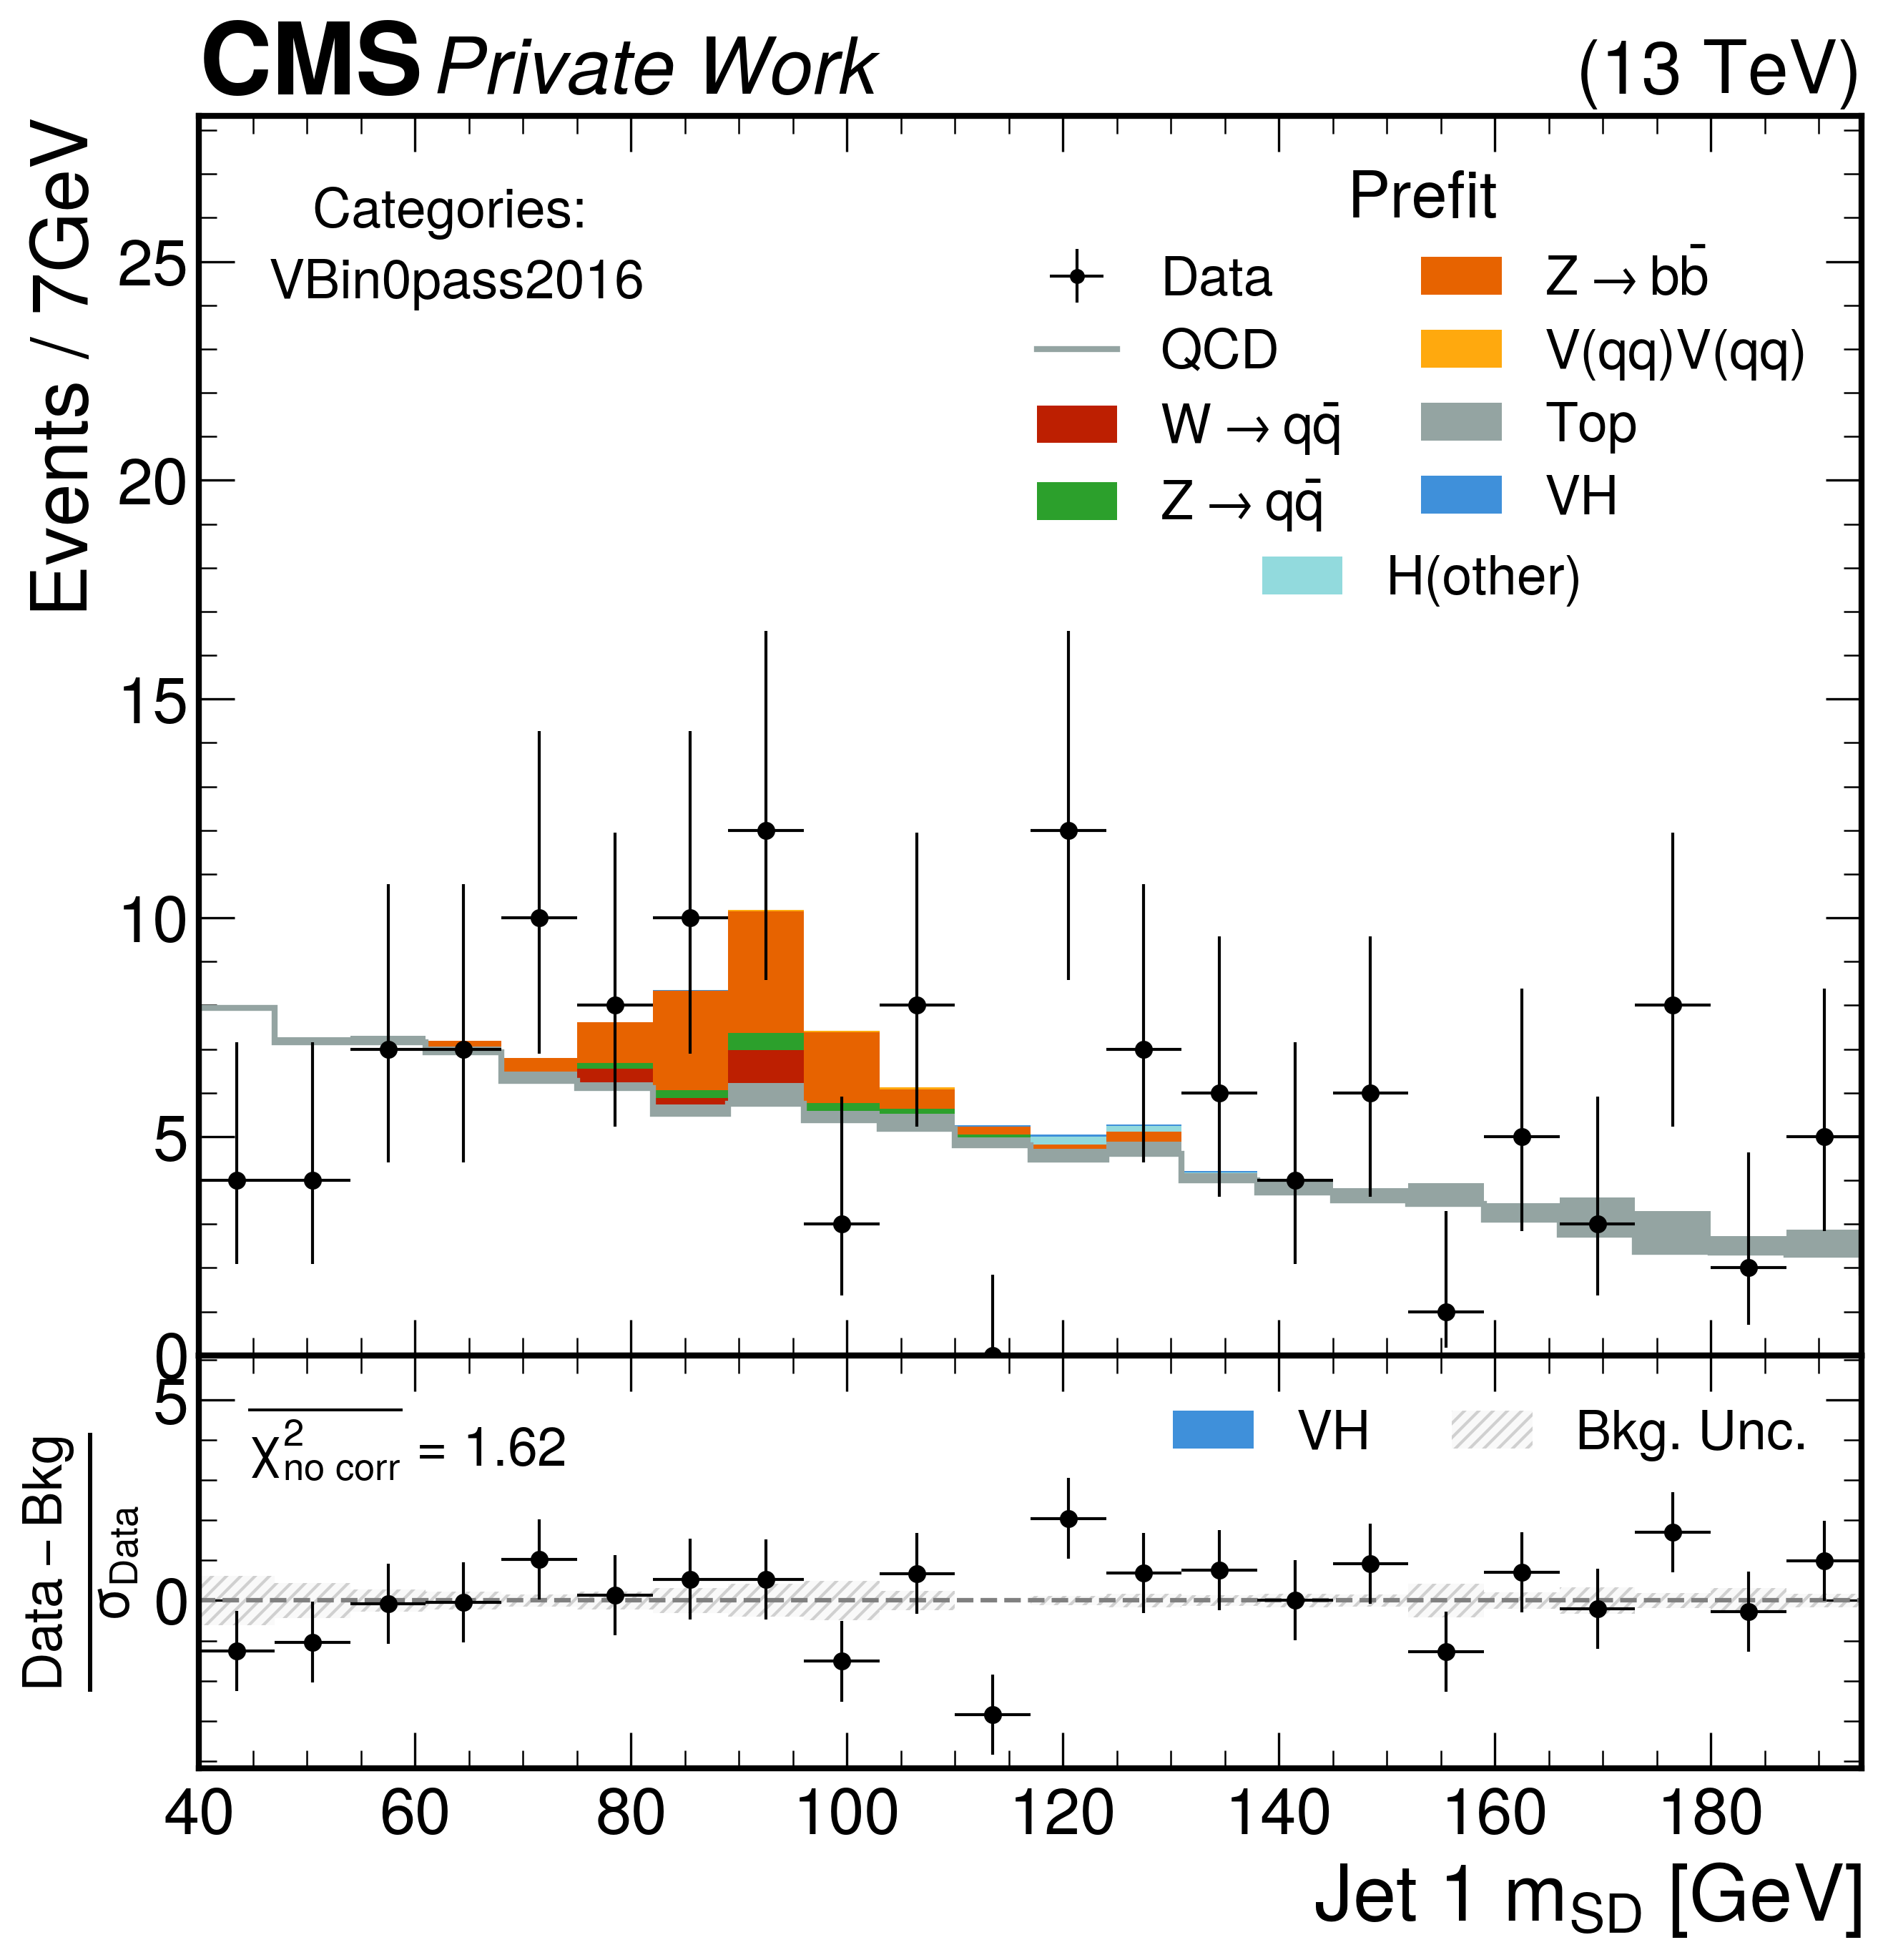 CMS Private Work (13 TeV)
Events / 7GeV
Categories:
VBin0pass2016
Prefit
Data
QCD
W → qq̄
Z → qq̄
Z → bb̄
V(qq)V(qq)
Top
VH
H(other)
25
20
15
10
5
0
Data − Bkg
σData
χ²no corr = 1.62
VH
Bkg. Unc.
5
0
40 60 80 100 120 140 160 180
Jet 1 mSD [GeV]